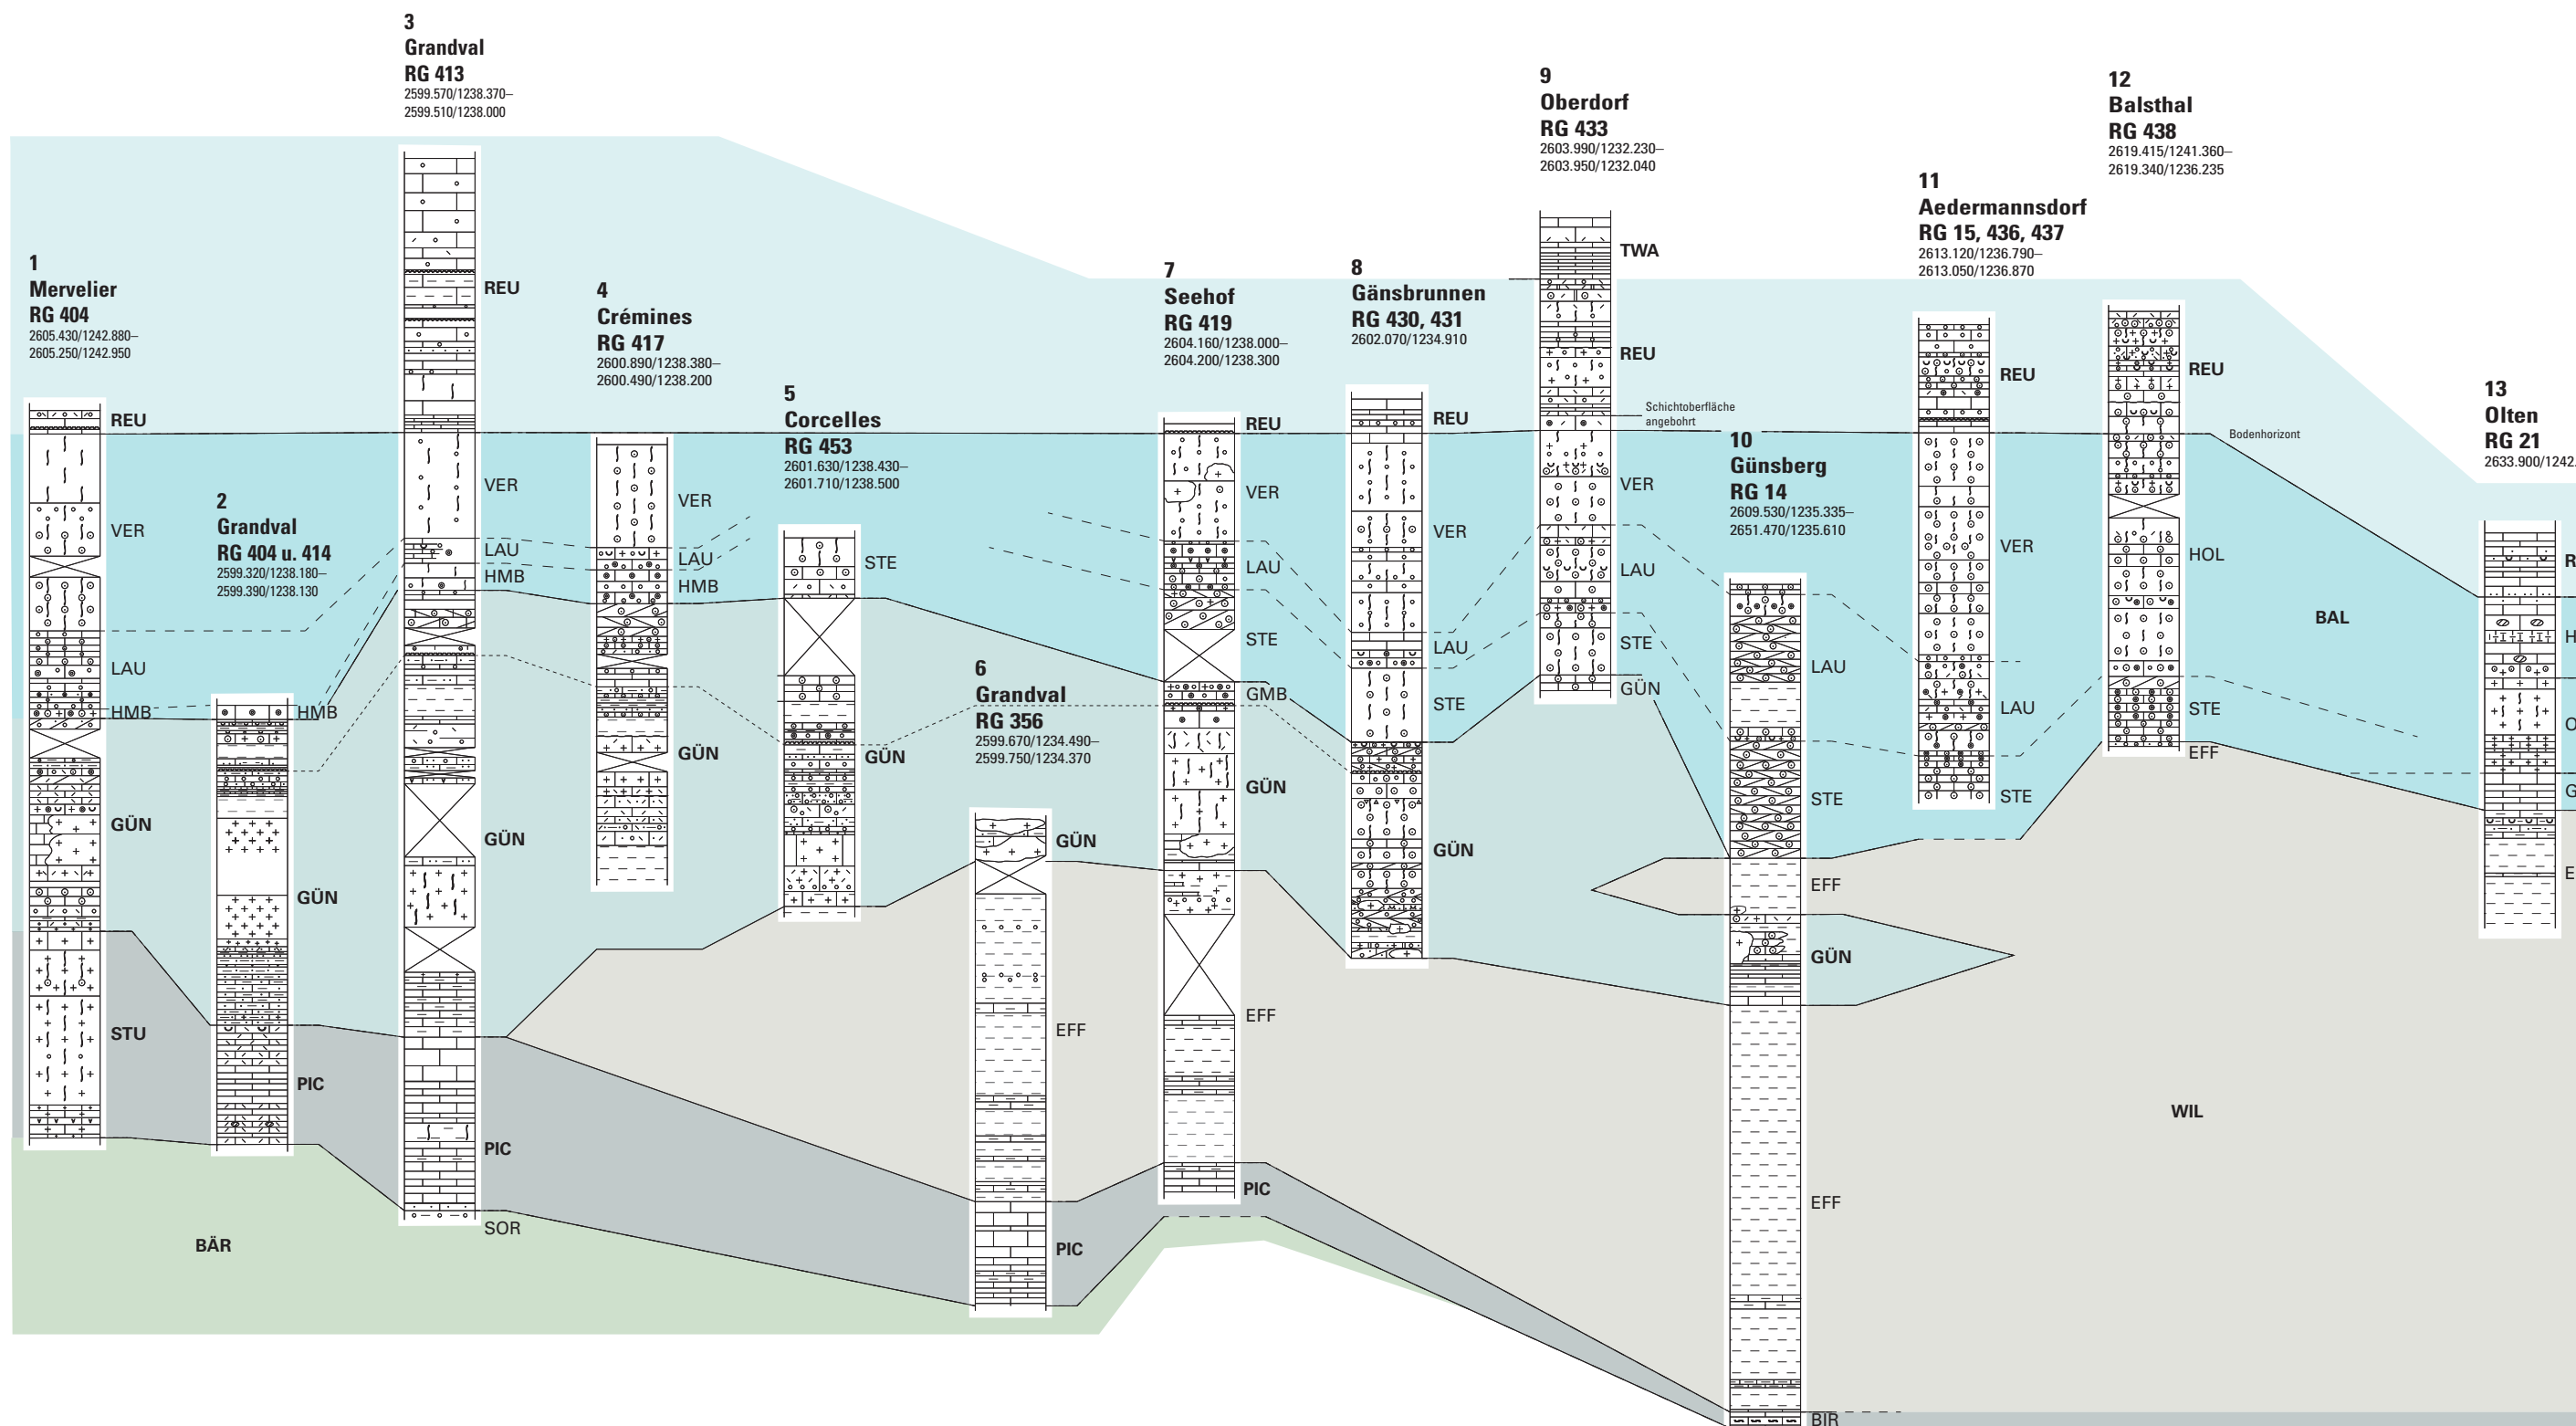 1
Mervelier
RG 404
2605.430/1242.880–
2605.250/1242.950
REU
VER
LAU
HMB
GÜN
STU
2
Grandval
RG 404 u. 414
2599.320/1238.180–
2599.390/1238.130
HMB
GÜN
PIC
BÄR
3
Grandval
RG 413
2599.570/1238.370–
2599.510/1238.000
REU
VER
LAU
HMB
GÜN
PIC
SOR
4
Crémines
RG 417
2600.890/1238.380–
2600.490/1238.200
VER
LAU
HMB
GÜN
5
Corcelles
RG 453
2601.630/1238.430–
2601.710/1238.500
STE
GÜN
6
Grandval
RG 356
2599.670/1234.490–
2599.750/1234.370
GÜN
EFF
PIC
7
Seehof
RG 419
2604.160/1238.000–
2604.200/1238.300
REU
VER
LAU
STE
GMB
GÜN
EFF
PIC
8
Gänsbrunnen
RG 430, 431
2602.070/1234.910
REU
VER
LAU
STE
GÜN
9
Oberdorf
RG 433
2603.990/1232.230–
2603.950/1232.040
TWA
REU
Schichtoberfläche
angebohrt
VER
LAU
STE
GÜN
10
Günsberg
RG 14
2609.530/1235.335–
2651.470/1235.610
LAU
STE
EFF
GÜN
EFF
BIR
11
Aedermannsdorf
RG 15, 436, 437
2613.120/1236.790–
2613.050/1236.870
REU
VER
LAU
STE
12
Balsthal
RG 438
2619.415/1241.360–
2619.340/1236.235
REU
Bodenhorizont
HOL
STE
EFF
BAL
WIL
13
Olten
RG 21
2633.900/1242.